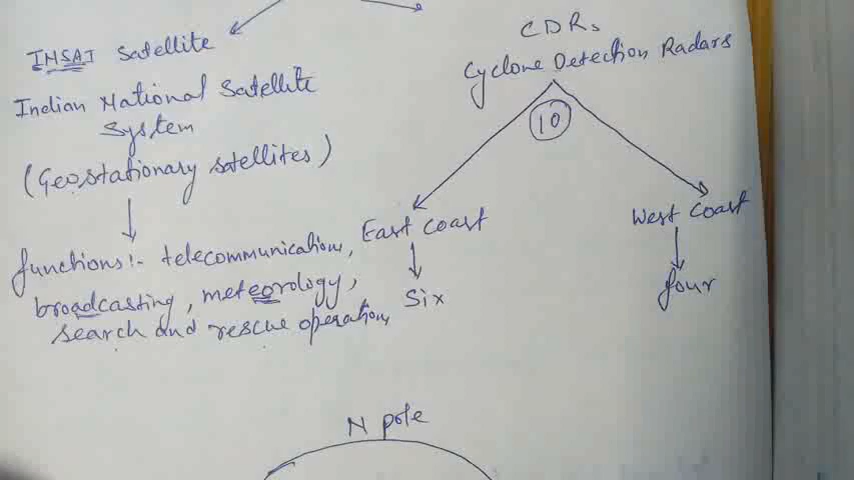 INSAT Satellite
Indian National Satellite
System
(Geostationary satellites)
functions:- telecommunication,
broadcasting, meteorology,
search and rescue operation,
CDRs
Cyclone Detection Radars
10
East Coast
Six
West Coast
four
N pole